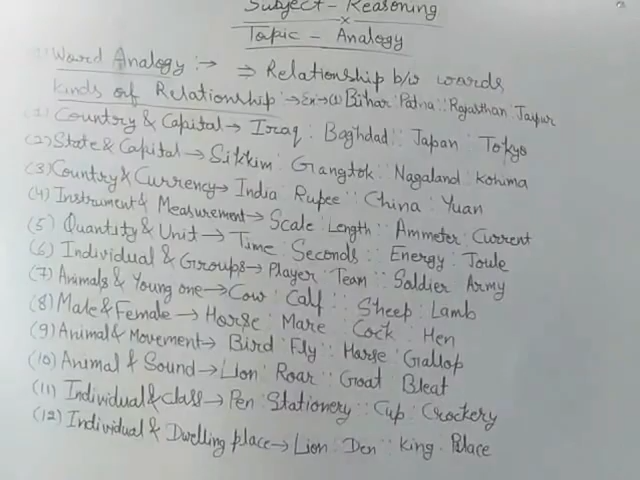 Subject - Reasoning
x
Topic - Analogy
(1) Word Analogy :→ ⇒ Relationship b/w words
Kinds of Relationship :→ Ex → (1) Bihar : Patna :: Rajasthan : Jaipur
(1) Country & Capital → Iraq : Baghdad :: Japan : Tokyo
(2) State & Capital → Sikkim : Gangtok :: Nagaland : Kohima
(3) Country & Currency → India : Rupee :: China : Yuan
(4) Instrument & Measurement → Scale : Length :: Ammeter : Current
(5) Quantity & Unit → Time : Seconds :: Energy : Joule
(6) Individual & Groups → Player : Team :: Soldier : Army
(7) Animals & Young one → Cow : Calf :: Sheep : Lamb
(8) Male & Female → Horse : Mare :: Cock : Hen
(9) Animal & Movement → Bird : Fly :: Horse : Gallop
(10) Animal & Sound → Lion : Roar :: Goat : Bleat
(11) Individual & class → Pen : Stationery :: Cup : Crockery
(12) Individual & Dwelling place → Lion : Den :: King : Palace